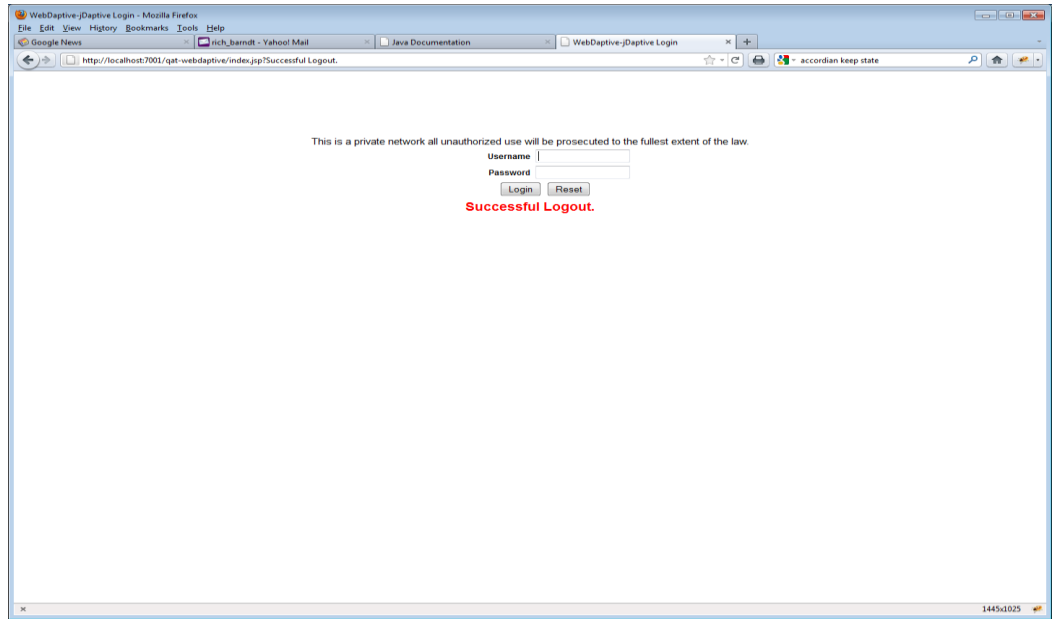 WebDaptive-jDaptive Login - Mozilla Firefox
File Edit View History Bookmarks Tools Help
Google News
rich_barndt - Yahoo! Mail
Java Documentation
WebDaptive-jDaptive Login
http://localhost:7001/qat-webdaptive/index.jsp?Successful Logout.
accordian keep state
This is a private network all unauthorized use will be prosecuted to the fullest extent of the law.
Username
Password
Login Reset
Successful Logout.
1445x1025